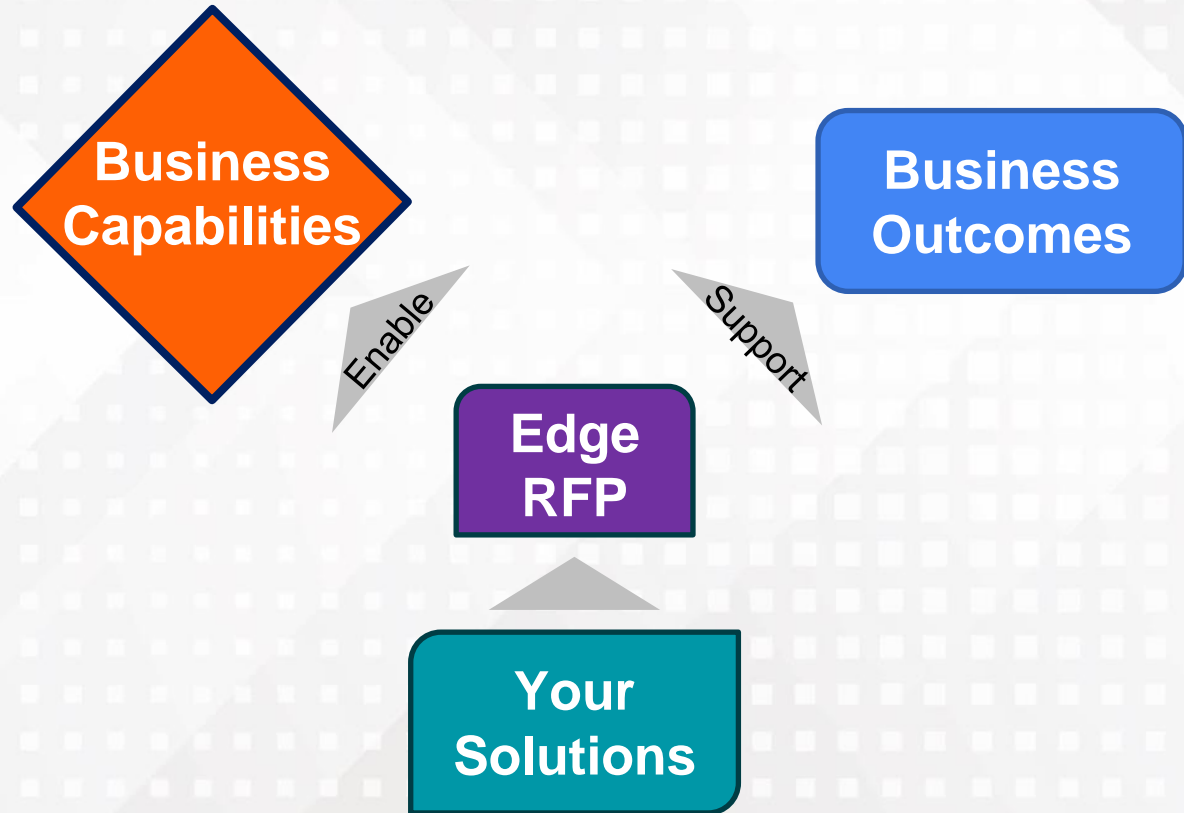 Business
Capabilities
Business
Outcomes
Enable
Support
Edge
RFP
Your
Solutions